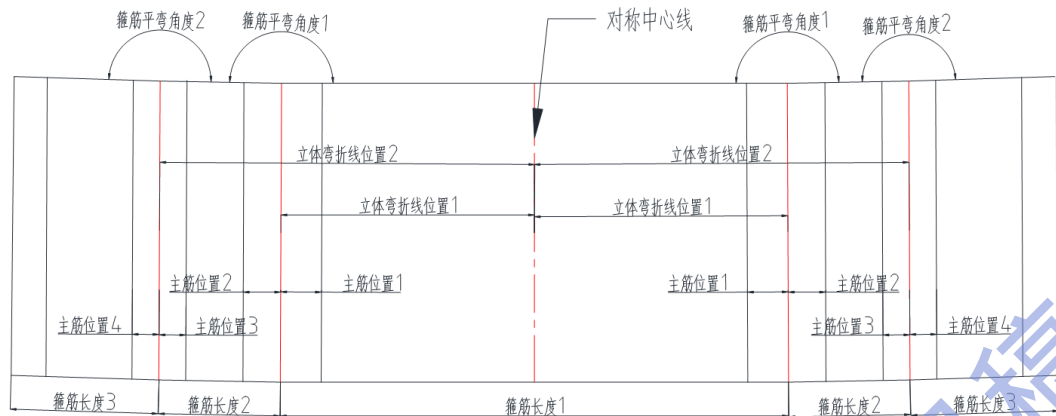 箍筋平弯角度2
箍筋平弯角度1
对称中心线
箍筋平弯角度1
箍筋平弯角度2
立体弯折线位置2
立体弯折线位置2
立体弯折线位置1
立体弯折线位置1
主筋位置2
主筋位置1
主筋位置1
主筋位置2
主筋位置4
主筋位置3
主筋位置3
主筋位置4
箍筋长度3
箍筋长度2
箍筋长度1
箍筋长度2
箍筋长度3
稿